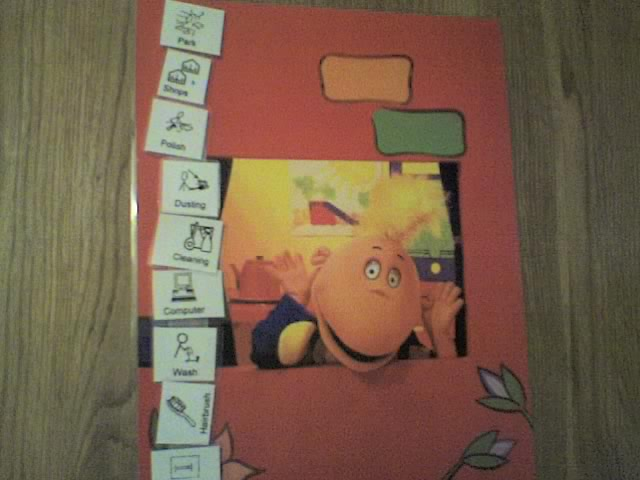 Park
Shops
Polish
Dusting
Cleaning
Computer
Wash
Hairbrush